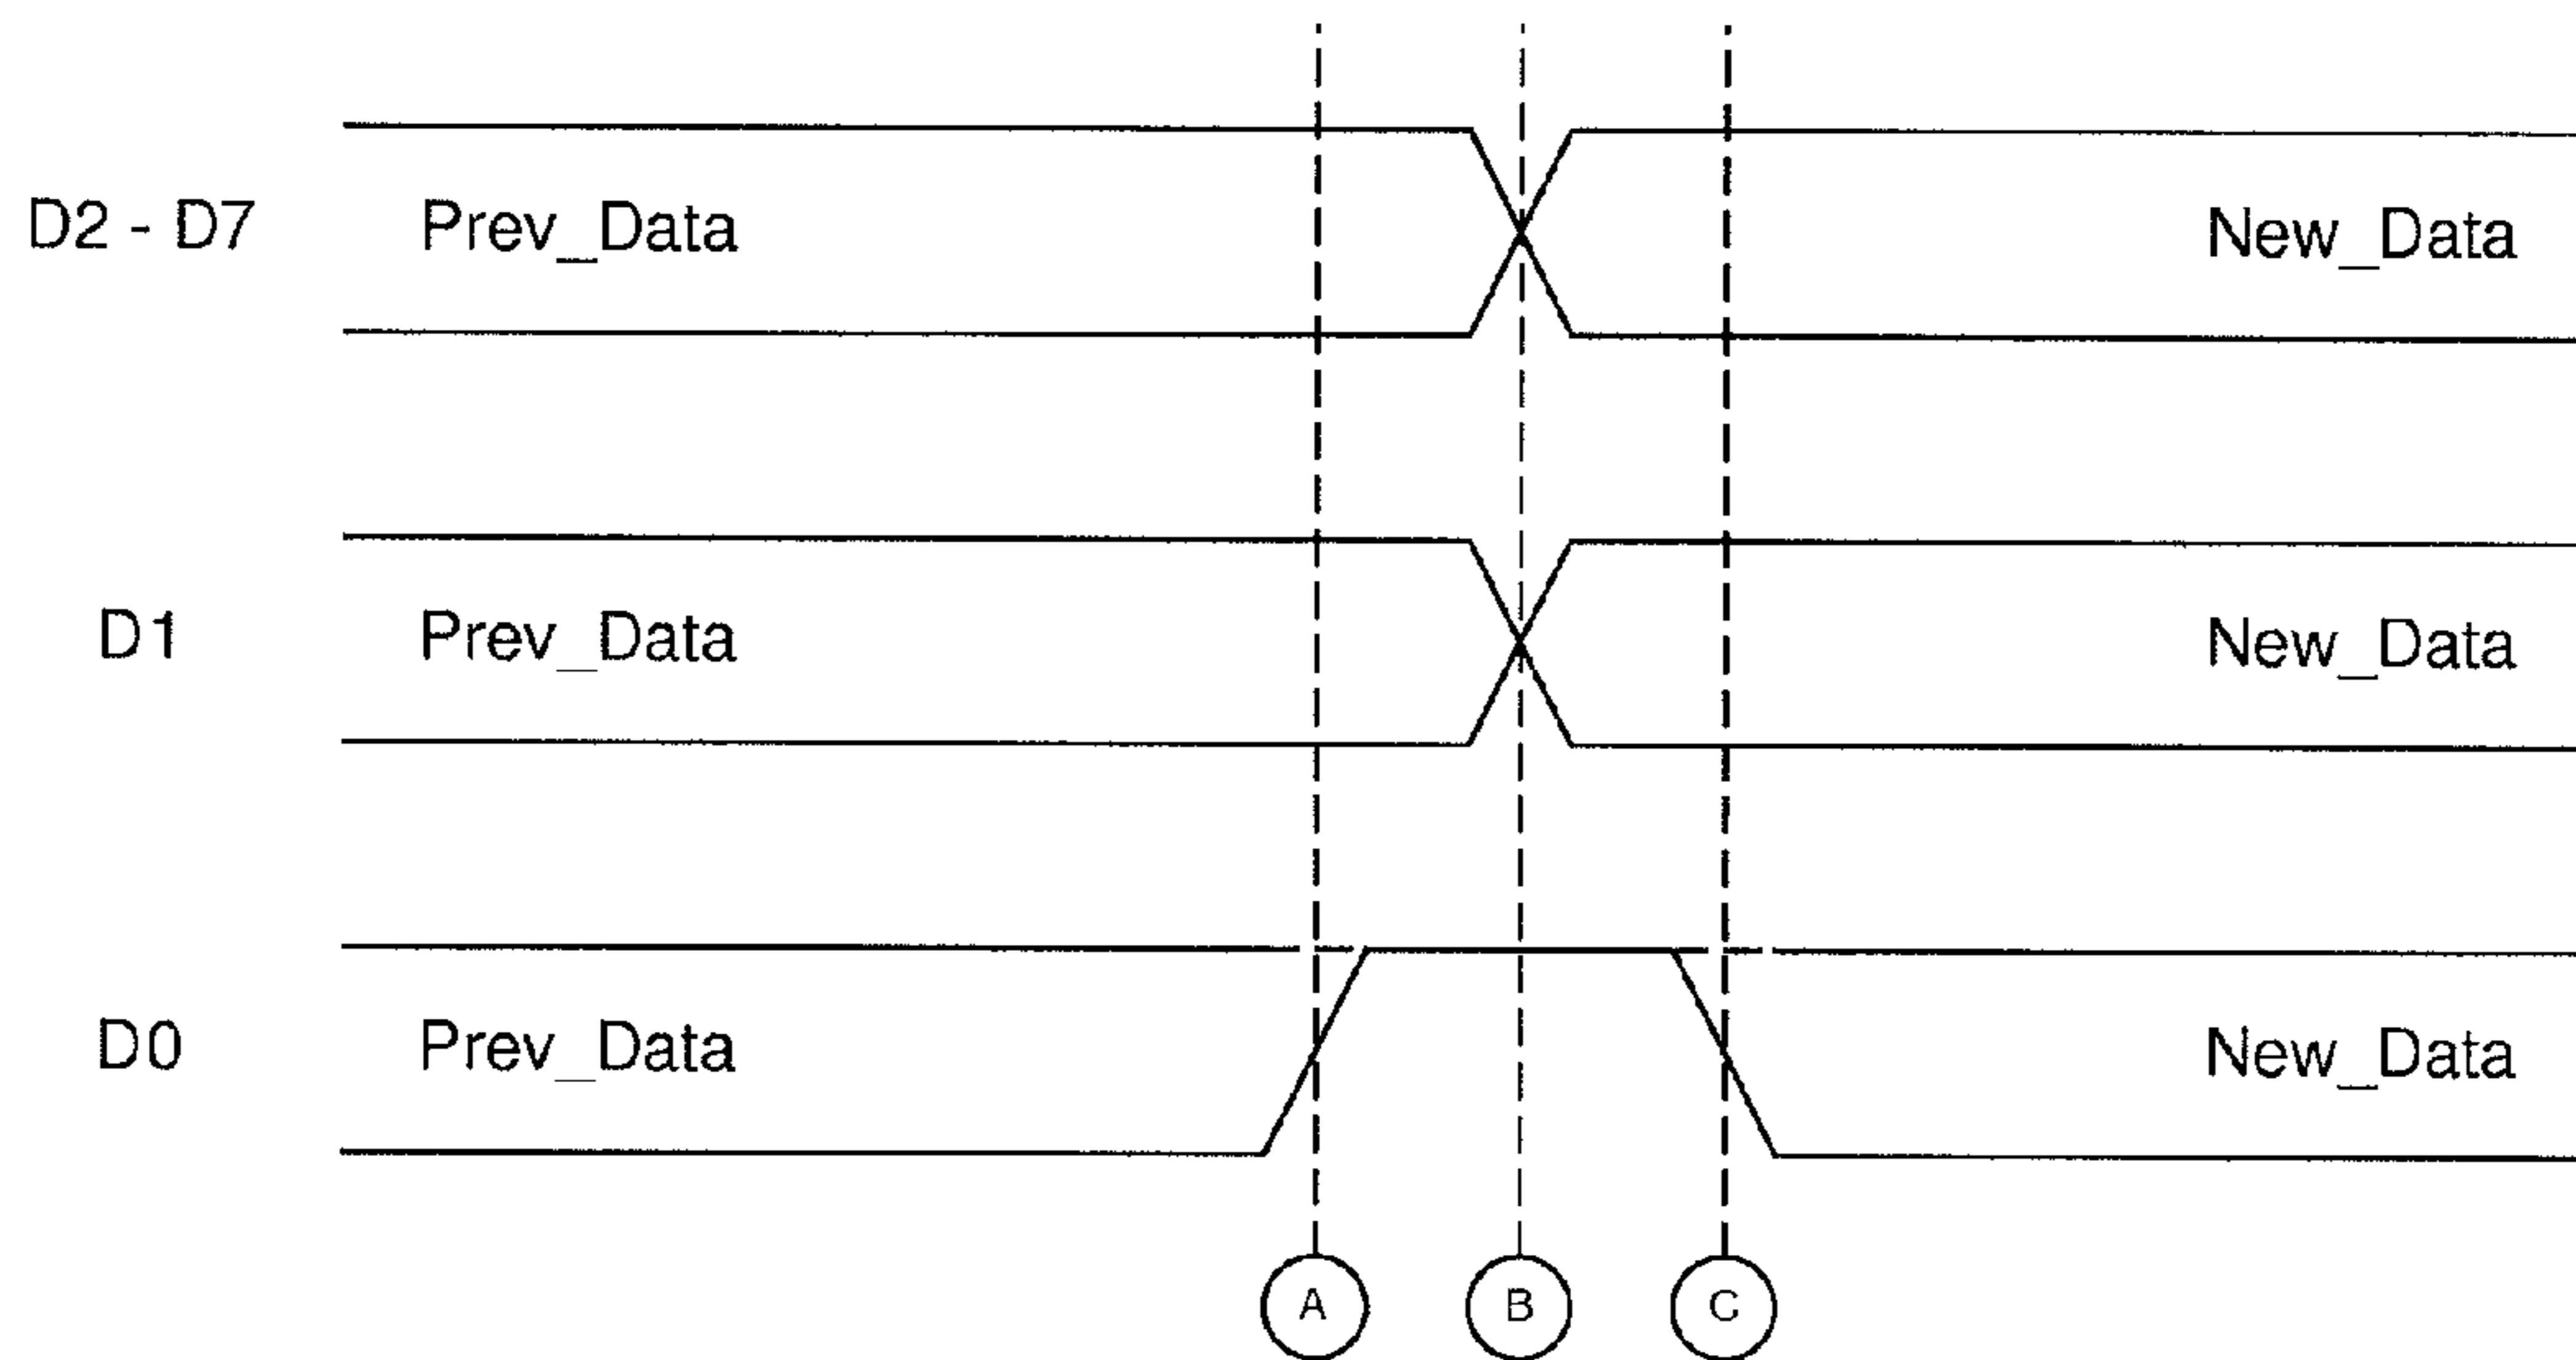 D2 - D7 Prev_Data New_Data
D1 Prev_Data New_Data
D0 Prev_Data New_Data
A B C